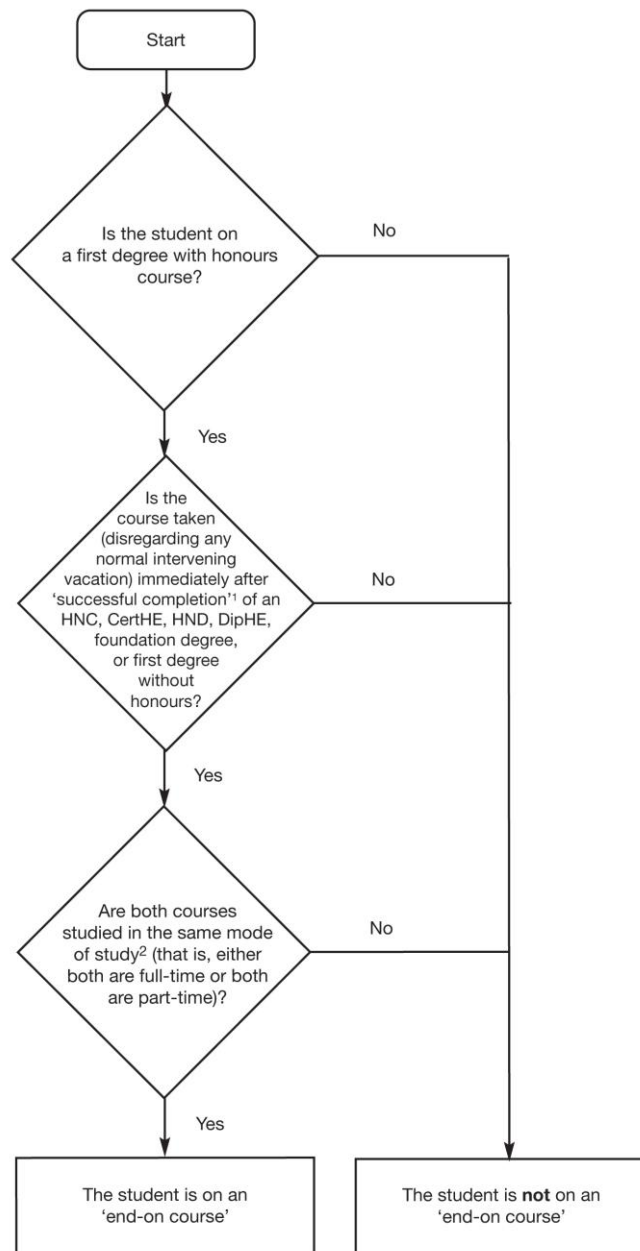 Start
Is the student on
a first degree with honours
course?
No
Yes
Is the
course taken
(disregarding any
normal intervening
vacation) immediately after
‘successful completion’¹ of an
HNC, CertHE, HND, DipHE,
foundation degree,
or first degree
without
honours?
No
Yes
Are both courses
studied in the same mode
of study² (that is, either
both are full-time or both
are part-time)?
No
Yes
The student is on an
‘end-on course’
The student is not on an
‘end-on course’